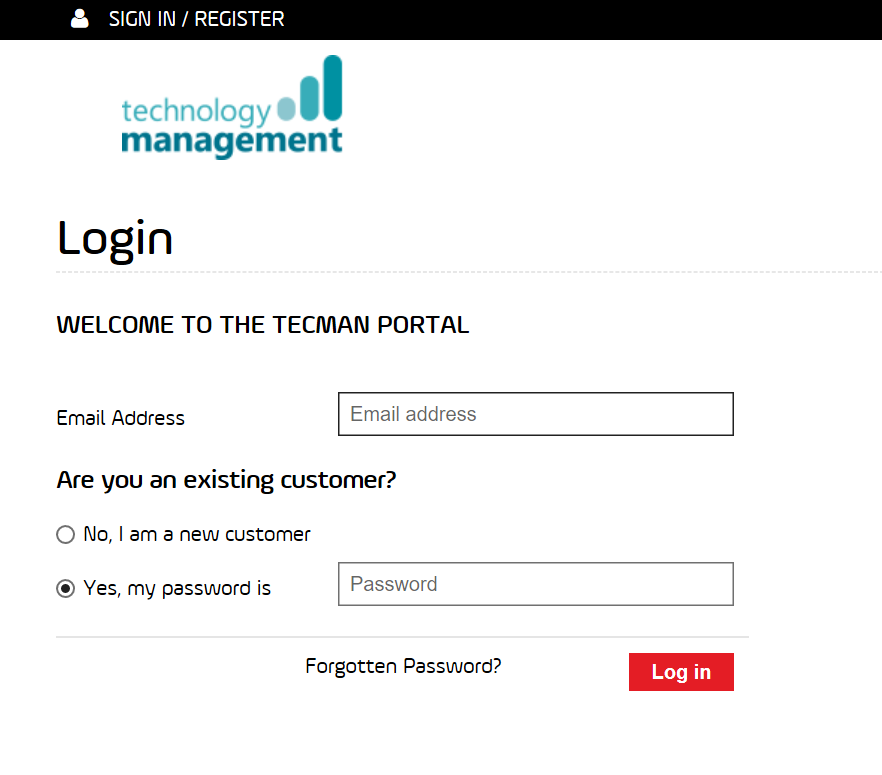 SIGN IN / REGISTER
technology
management
Login
WELCOME TO THE TECMAN PORTAL
Email Address
Email address
Are you an existing customer?
No, I am a new customer
Yes, my password is
Password
Forgotten Password?
Log in